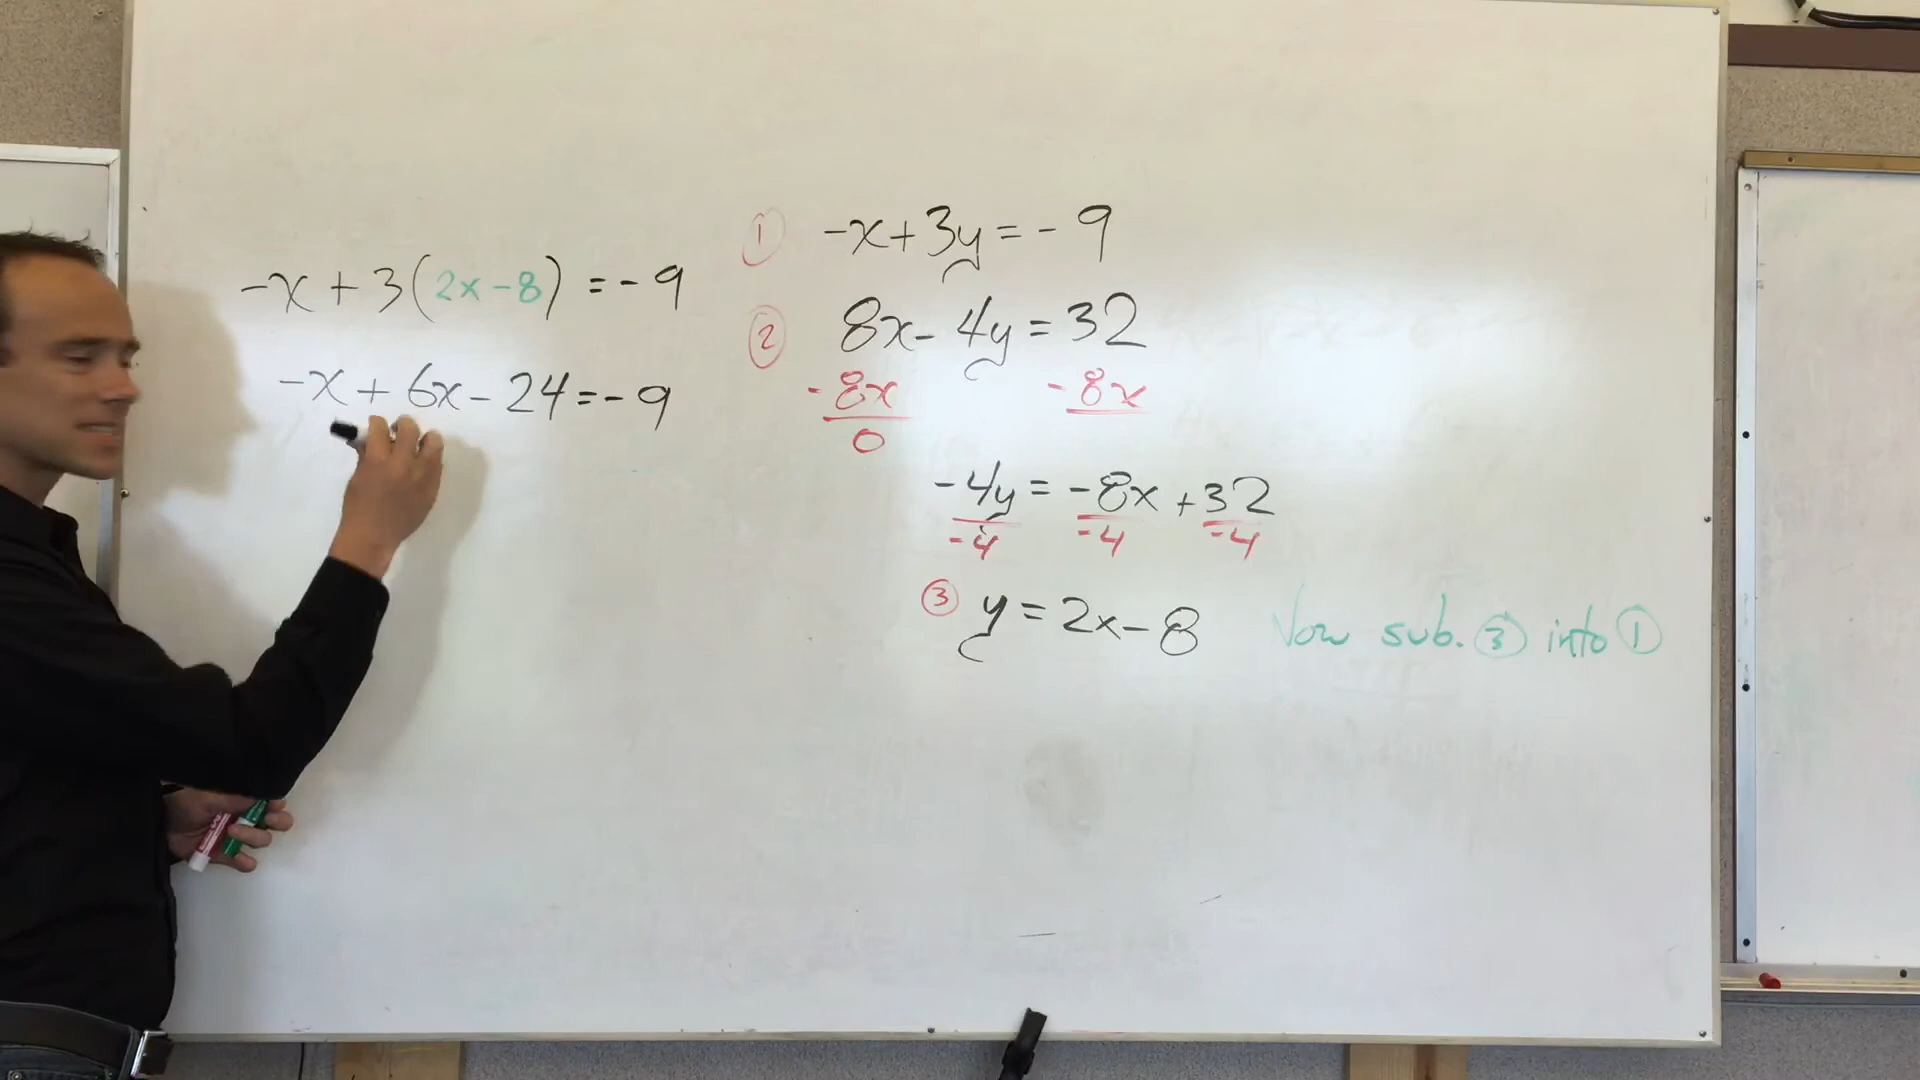 -x + 3(2x - 8) = -9
-x + 6x - 24 = -9
① -x + 3y = -9
② 8x - 4y = 32
-8x -8x
0
-4y = -8x + 32
-4 -4 -4
③ y = 2x - 8
Now sub. ③ into ①